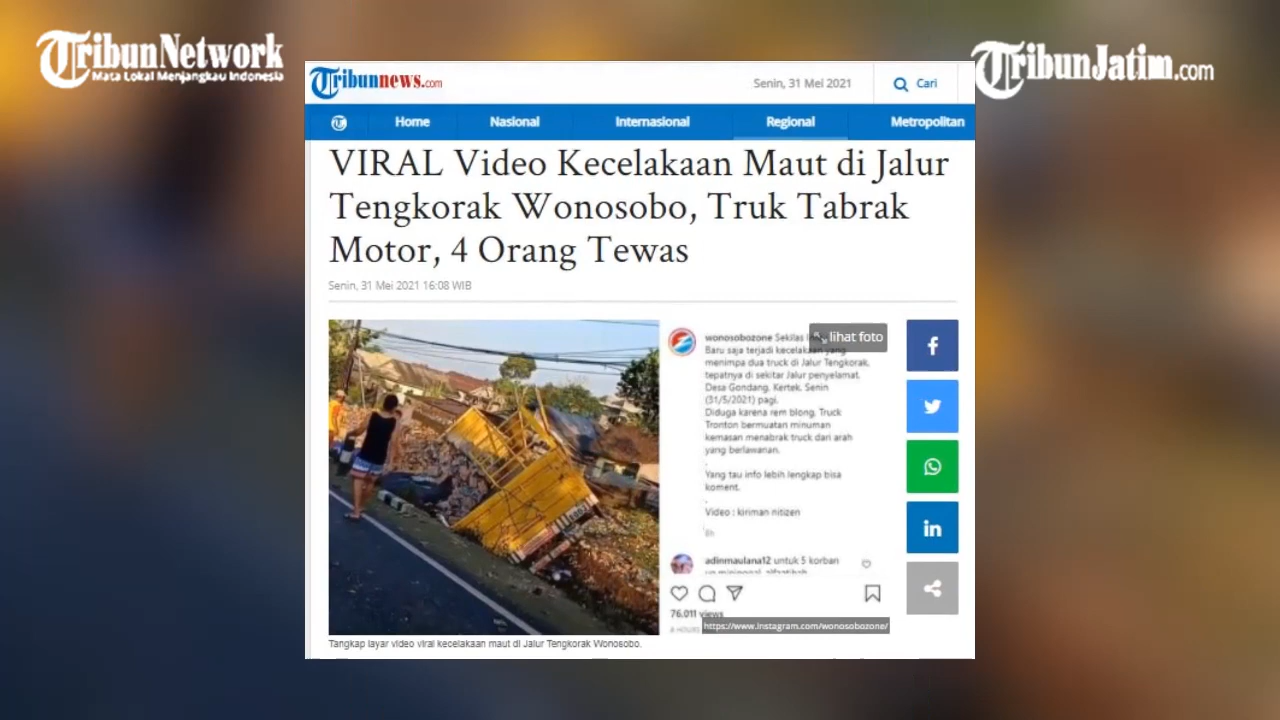 TribunNetwork
Mata Lokal Menjangkau Indonesia
TribunJatim.com
Tribunnews.com
Senin, 31 Mei 2021
Cari
Home
Nasional
Internasional
Regional
Metropolitan
VIRAL Video Kecelakaan Maut di Jalur
Tengkorak Wonosobo, Truk Tabrak
Motor, 4 Orang Tewas
Senin, 31 Mei 2021 16:08 WIB
lihat foto
wonosobozone Sekilas
Baru saja terjadi kecelakaan yang
menimpa dua truck di Jalur Tengkorak,
tepatnya di sekitar Jalur penyelamat,
Desa Gondang, Kertek. Senin
(31/5/2021) pagi.
Diduga karena rem blong, Truck
Tronton bermuatan minuman
kemasan menabrak truck dari arah
yang berlawanan.
.
Yang tau info lebih lengkap bisa
koment.
.
Video : kiriman nitizen
8h
adinmaulana12 untuk 5 korban
76.011 views
https://www.instagram.com/wonosobozone/
Tangkap layar video viral kecelakaan maut di Jalur Tengkorak Wonosobo.